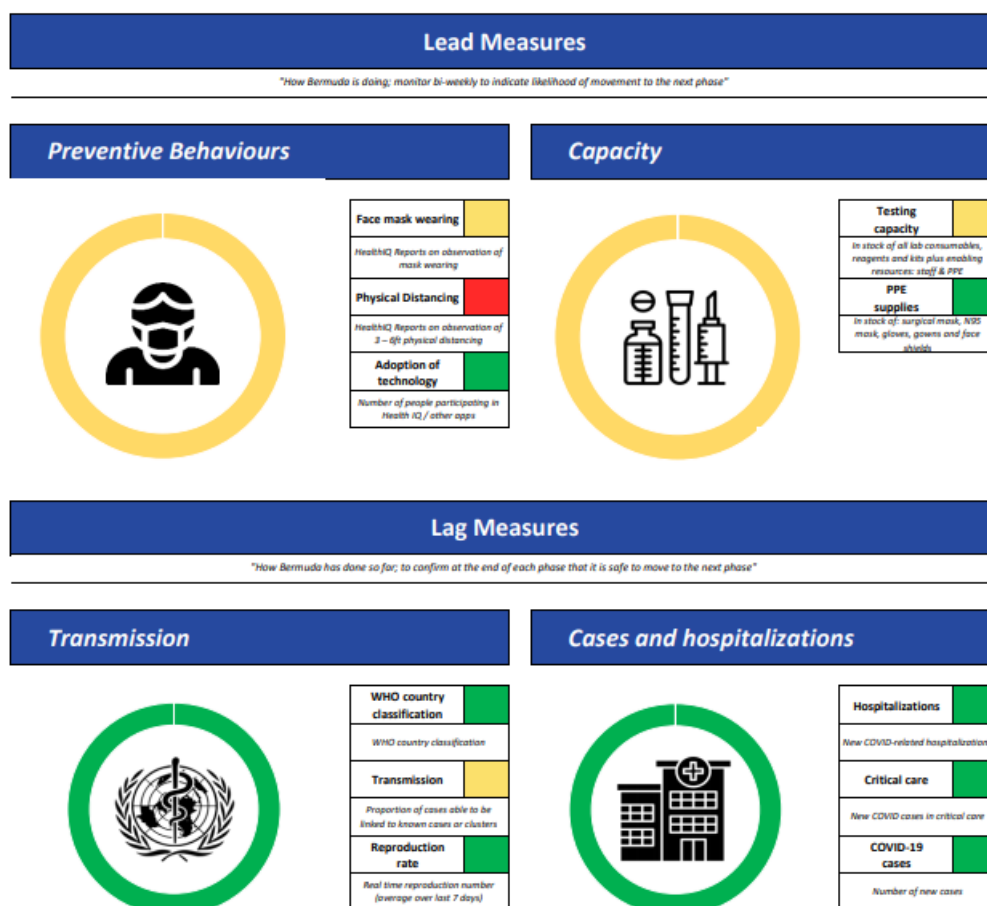 Lead Measures
"How Bermuda is doing; monitor bi-weekly to indicate likelihood of movement to the next phase"
Preventive Behaviours
Face mask wearing
HealthIQ Reports on observation of
mask wearing
Physical Distancing
HealthIQ Reports on observation of
3 – 6ft physical distancing
Adoption of
technology
Number of people participating in
Health IQ / other apps
Capacity
Testing
capacity
In stock of all lab consumables,
reagents and kits plus enabling
resources: staff & PPE
PPE
supplies
In stock of: surgical mask, N95
mask, gloves, gowns and face
shields
Lag Measures
"How Bermuda has done so far; to confirm at the end of each phase that it is safe to move to the next phase"
Transmission
WHO country
classification
WHO country classification
Transmission
Proportion of cases able to be
linked to known cases or clusters
Reproduction
rate
Real time reproduction number
(average over last 7 days)
Cases and hospitalizations
Hospitalizations
New COVID-related hospitalization
Critical care
New COVID cases in critical care
COVID-19
cases
Number of new cases